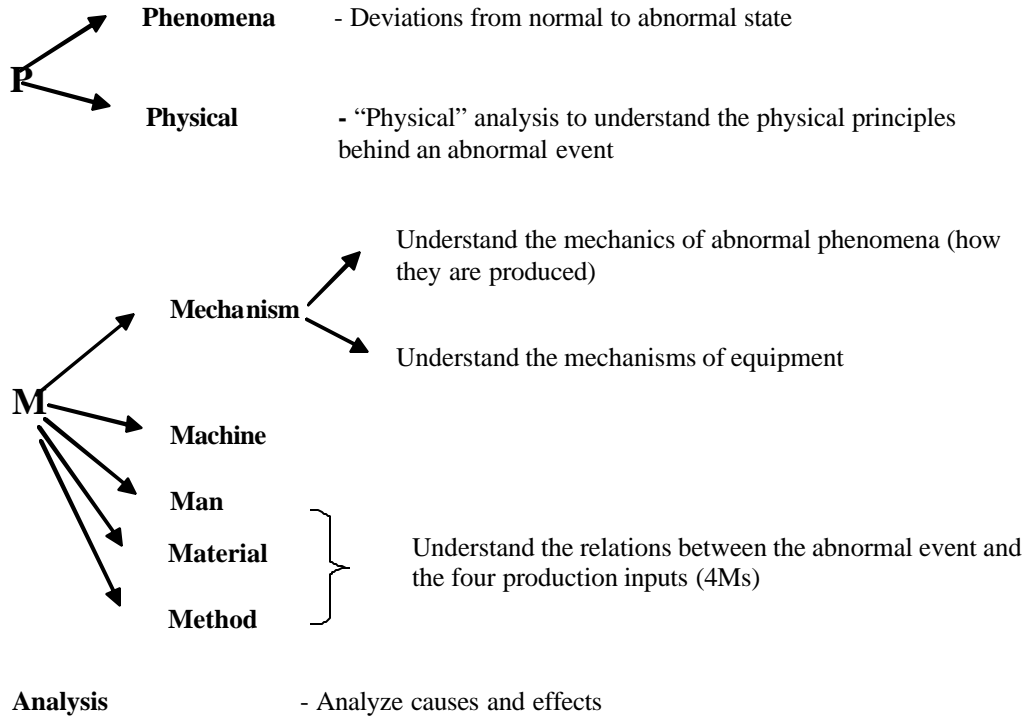 Phenomena - Deviations from normal to abnormal state
P
Physical - “Physical” analysis to understand the physical principles
behind an abnormal event
Understand the mechanics of abnormal phenomena (how
they are produced)
Mechanism
Understand the mechanisms of equipment
M
Machine
Man
Material
Understand the relations between the abnormal event and
the four production inputs (4Ms)
Method
Analysis - Analyze causes and effects